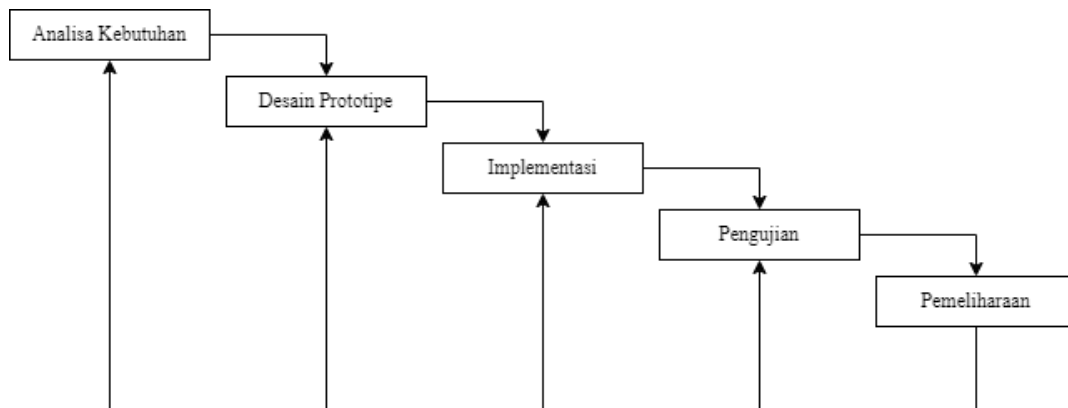 Analisa Kebutuhan
Desain Prototipe
Implementasi
Pengujian
Pemeliharaan